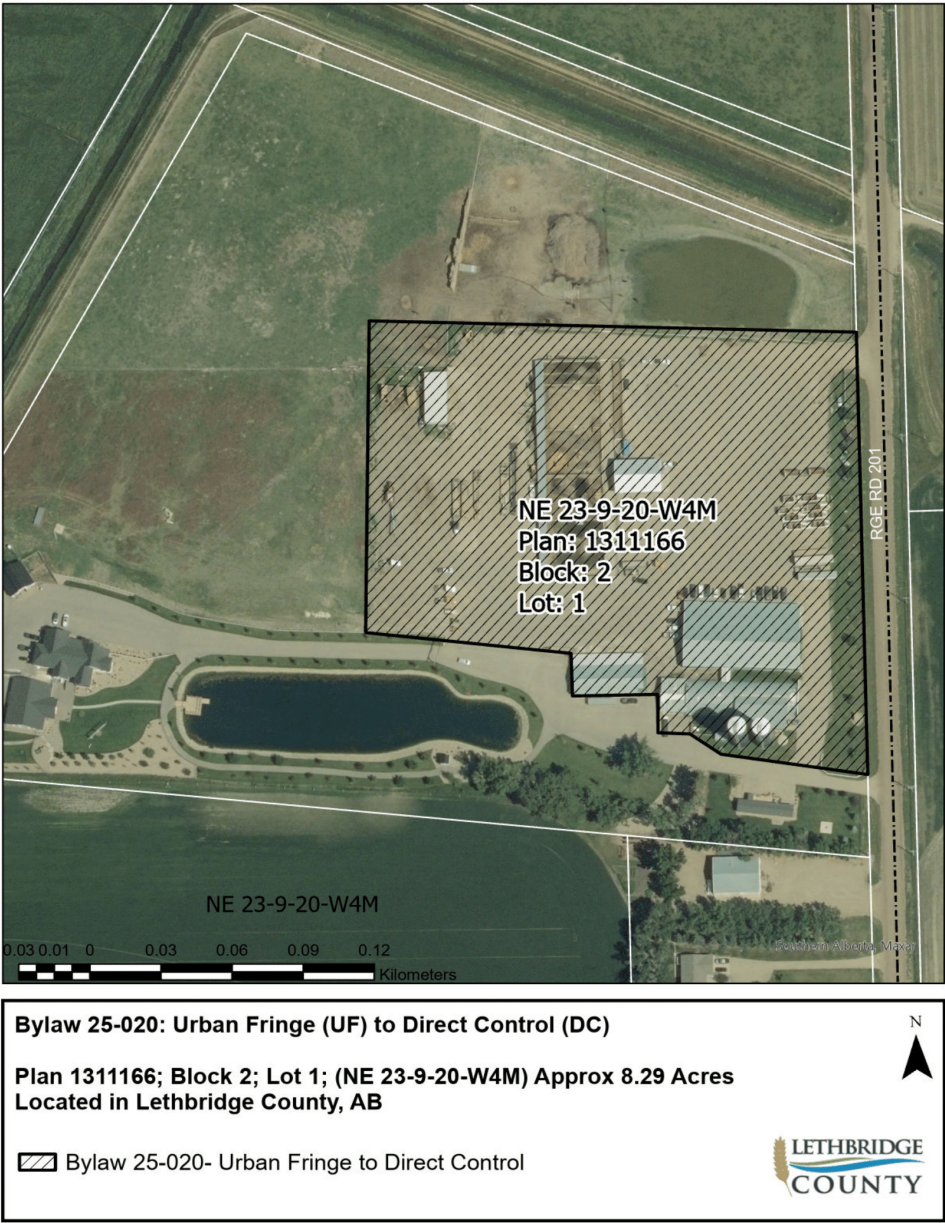 RGE RD 201
NE 23-9-20-W4M
Plan: 1311166
Block: 2
Lot: 1
NE 23-9-20-W4M
Southern Alberta, Maxar
0.03 0.01 0 0.03 0.06 0.09 0.12
Kilometers
Bylaw 25-020: Urban Fringe (UF) to Direct Control (DC)
N
Plan 1311166; Block 2; Lot 1; (NE 23-9-20-W4M) Approx 8.29 Acres
Located in Lethbridge County, AB
Bylaw 25-020- Urban Fringe to Direct Control
LETHBRIDGE
COUNTY